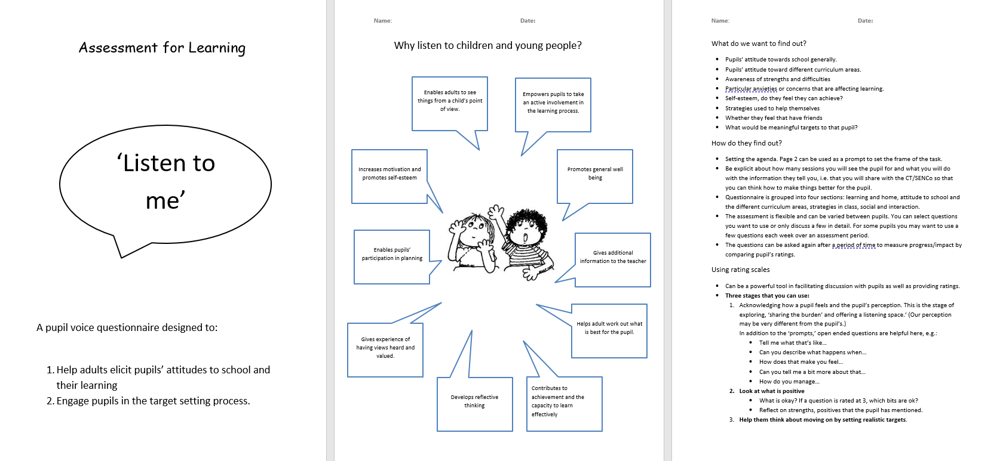 Assessment for Learning
‘Listen to
me’
A pupil voice questionnaire designed to:
1. Help adults elicit pupils’ attitudes to school and
their learning
2. Engage pupils in the target setting process.
Name:
Date:
Why listen to children and young people?
Enables adults to see
things from a child’s point
of view.
Empowers pupils to take
an active involvement in
the learning process.
Increases motivation and
promotes self-esteem
Promotes general well
being
Enables pupils’
participation in planning
Gives additional
information to the teacher
Gives experience of
having views heard and
valued.
Helps adult work out what
is best for the pupil.
Develops reflective
thinking
Contributes to
achievement and the
capacity to learn
effectively
Name:
Date:
What do we want to find out?
• Pupils’ attitude towards school generally.
• Pupils’ attitude toward different curriculum areas.
• Awareness of strengths and difficulties
• Particular anxieties or concerns that are affecting learning.
• Self-esteem, do they feel they can achieve?
• Strategies used to help themselves
• Whether they feel that have friends
• What would be meaningful targets to that pupil?
How do they find out?
• Setting the agenda. Page 2 can be used as a prompt to set the frame of the task.
• Be explicit about how many sessions you will see the pupil for and what you will do
with the information they tell you, i.e. that you will share with the CT/SENCo so that
you can think how to make things better for the pupil.
• Questionnaire is grouped into four sections: learning and home, attitude to school and
the different curriculum areas, strategies in class, social and interaction.
• The assessment is flexible and can be varied between pupils. You can select questions
you want to use or only discuss a few in detail. For some pupils you may want to use a
few questions each week over an assessment period.
• The questions can be asked again after a period of time to measure progress/impact by
comparing pupil’s ratings.
Using rating scales
• Can be a powerful tool in facilitating discussion with pupils as well as providing ratings.
• Three stages that you can use:
1. Acknowledging how a pupil feels and the pupil’s perception. This is the stage of
exploring, ‘sharing the burden’ and offering a listening space.’ (Our perception
may be very different from the pupil’s.)
In addition to the ‘prompts,’ open ended questions are helpful here, e.g.:
• Tell me what that’s like…
• Can you describe what happens when…
• How does that make you feel…
• Can you tell me a bit more about that…
• How do you manage…
2. Look at what is positive
• What is okay? If a question is rated at 3, which bits are ok?
• Reflect on strengths, positives that the pupil has mentioned.
3. Help them think about moving on by setting realistic targets.